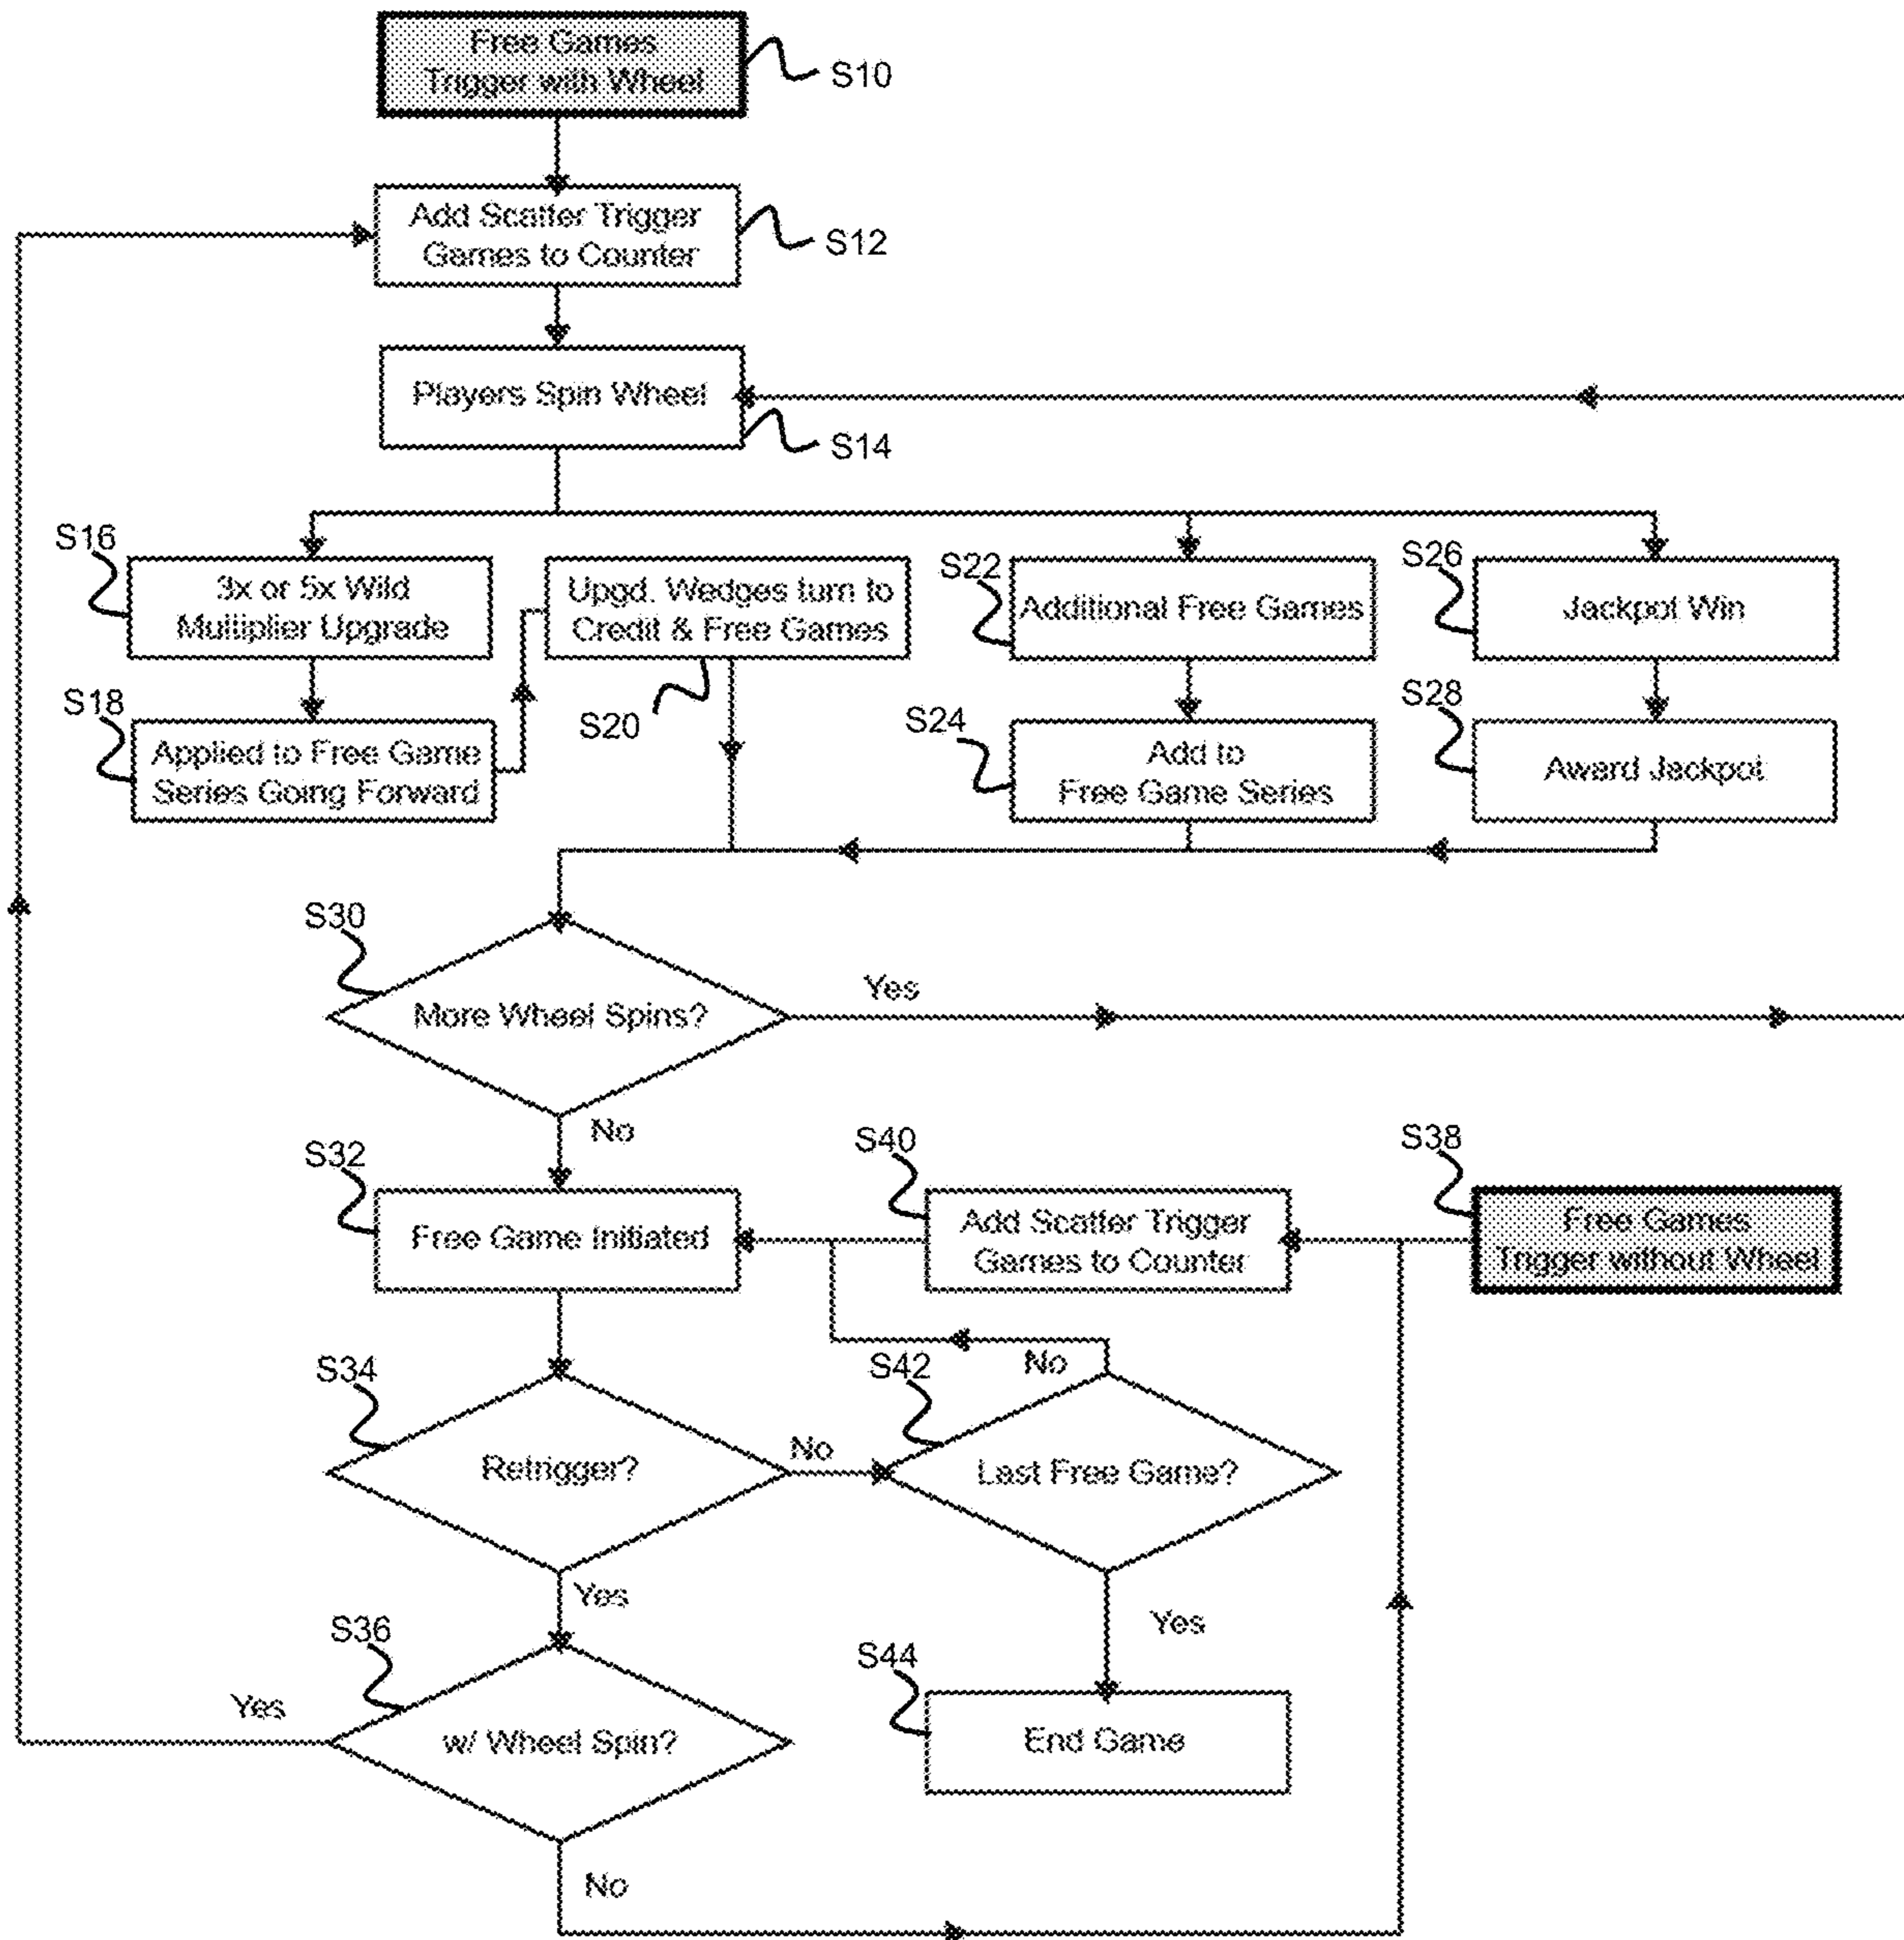 Free Games
Trigger with Wheel
S10
Add Scatter Trigger
Games to Counter
S12
Players Spin Wheel
S14
S16
3x or 5x Wild
Multiplier Upgrade
Upgd. Wedges turn to
Credit & Free Games
S22
Additional Free Games
S26
Jackpot Win
S18
Applied to Free Game
Series Going Forward
S20
S24
Add to
Free Game Series
S28
Award Jackpot
S30
More Wheel Spins?
Yes
No
S32
Free Game Initiated
S40
Add Scatter Trigger
Games to Counter
S38
Free Games
Trigger without Wheel
S34
Retrigger?
No
S42
No
Last Free Game?
Yes
Yes
S36
w/ Wheel Spin?
Yes
No
S44
End Game